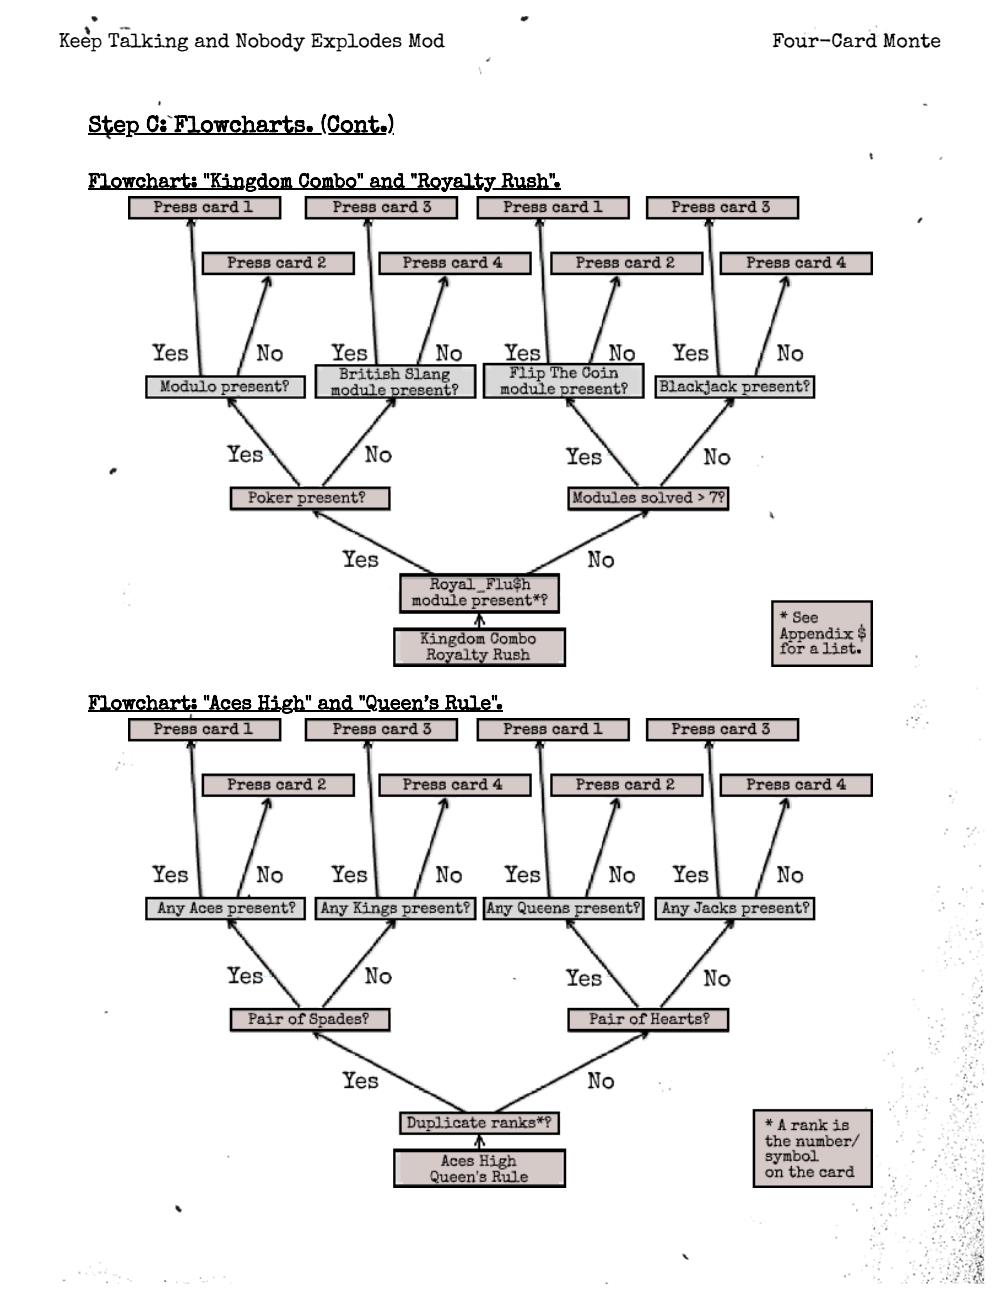 Keep Talking and Nobody Explodes Mod
Four-Card Monte
Step C: Flowcharts. (Cont.)
Flowchart: "Kingdom Combo" and "Royalty Rush".
Press card 1
Press card 3
Press card 1
Press card 3
Press card 2
Press card 4
Press card 2
Press card 4
Yes
No
Yes
No
Yes
No
Yes
No
Modulo present?
British Slang
module present?
Flip The Coin
module present?
Blackjack present?
Yes
No
Yes
No
Poker present?
Modules solved > 7?
Yes
No
Royal_Flu$h
module present*?
Kingdom Combo
Royalty Rush
* See
Appendix $
for a list.
Flowchart: "Aces High" and "Queen's Rule".
Press card 1
Press card 3
Press card 1
Press card 3
Press card 2
Press card 4
Press card 2
Press card 4
Yes
No
Yes
No
Yes
No
Yes
No
Any Aces present?
Any Kings present?
Any Queens present?
Any Jacks present?
Yes
No
Yes
No
Pair of Spades?
Pair of Hearts?
Yes
No
Duplicate ranks*?
Aces High
Queen's Rule
* A rank is
the number/
symbol
on the card